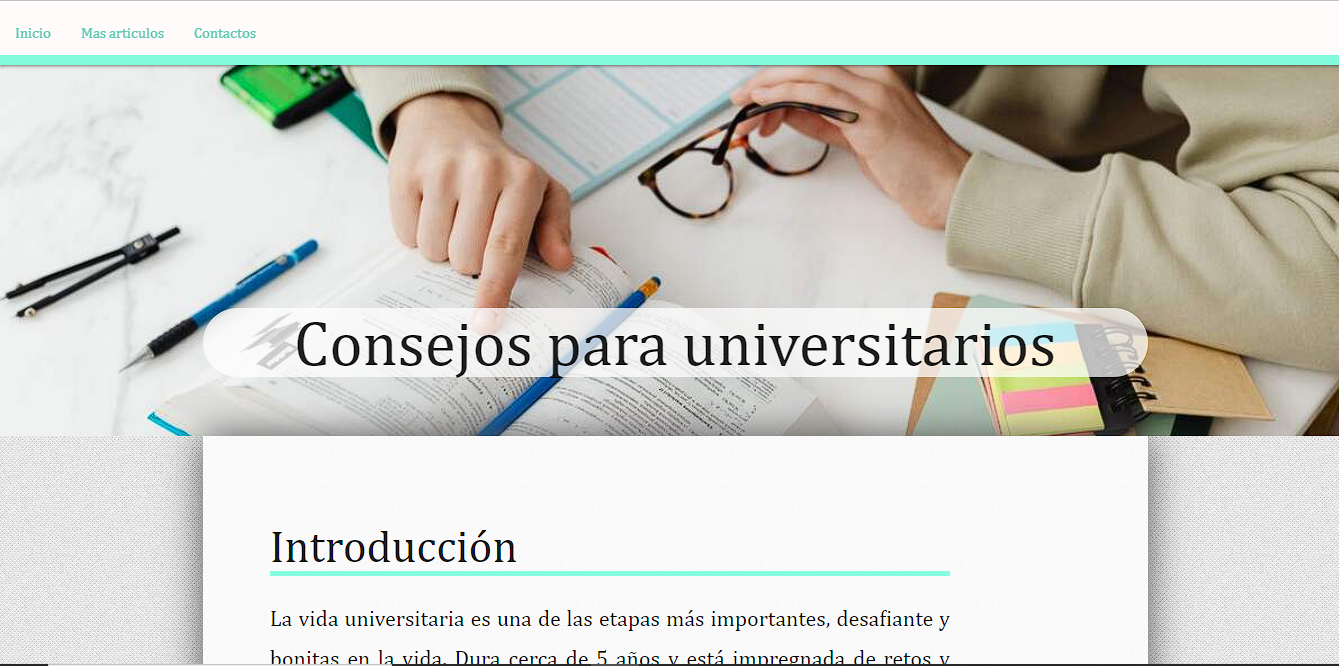 Inicio Mas articulos Contactos
Consejos para universitarios
Introducción
La vida universitaria es una de las etapas más importantes, desafiante y
bonitas en la vida. Dura cerca de 5 años y está impregnada de retos y